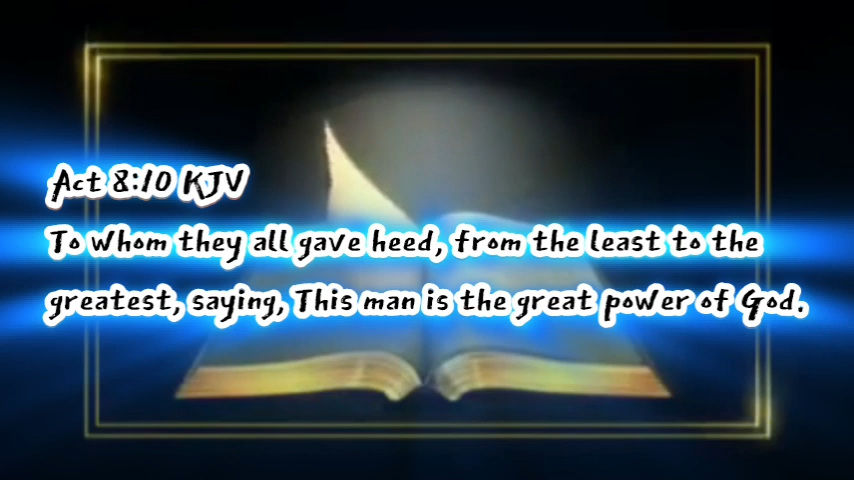 Act 8:10 KJV
To whom they all gave heed, from the least to the
greatest, saying, This man is the great power of God.